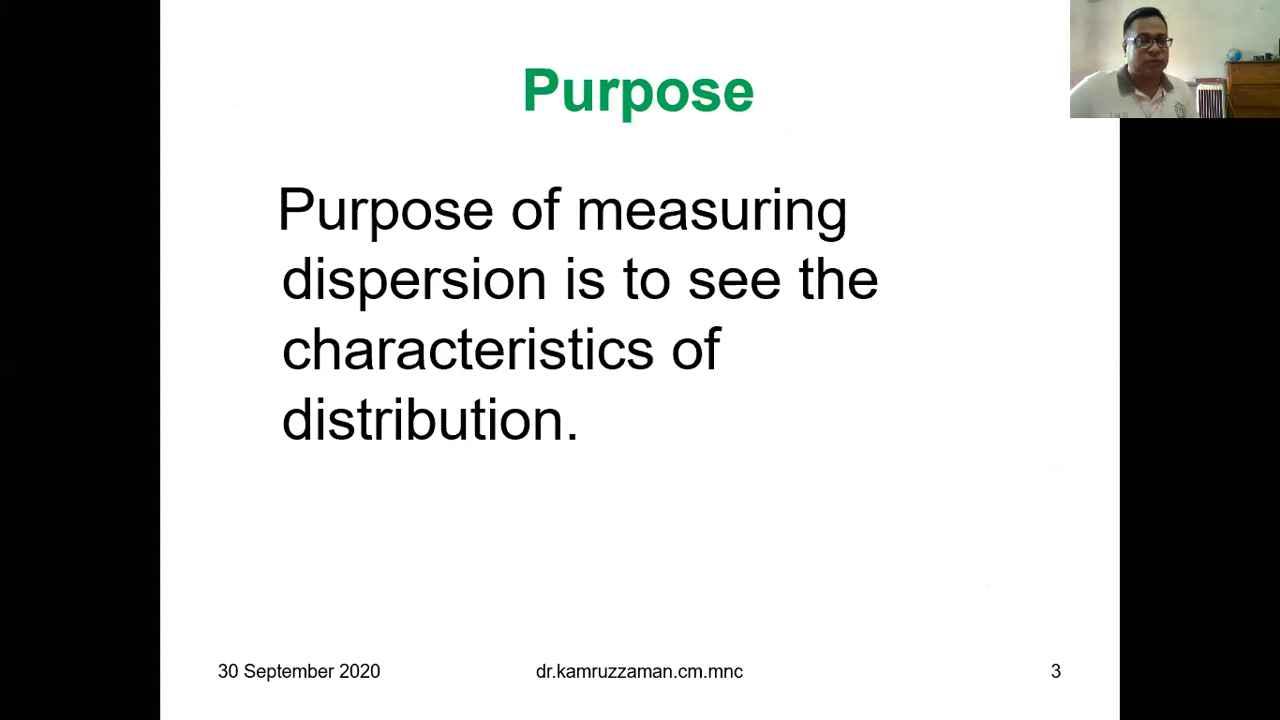 Purpose
Purpose of measuring
dispersion is to see the
characteristics of
distribution.
30 September 2020
dr.kamruzzaman.cm.mnc
3